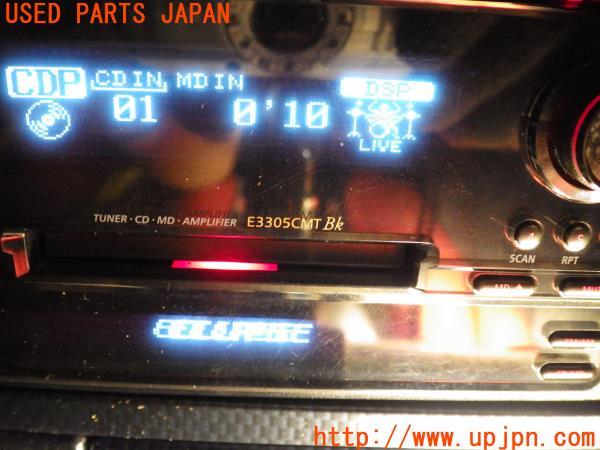 USED PARTS JAPAN
CDP CD IN MD IN DSP
01 0'10
LIVE
TUNER・CD・MD・AMPLIFIER E3305CMT Bk
SCAN RPT
MD
http://www.upjpn.com